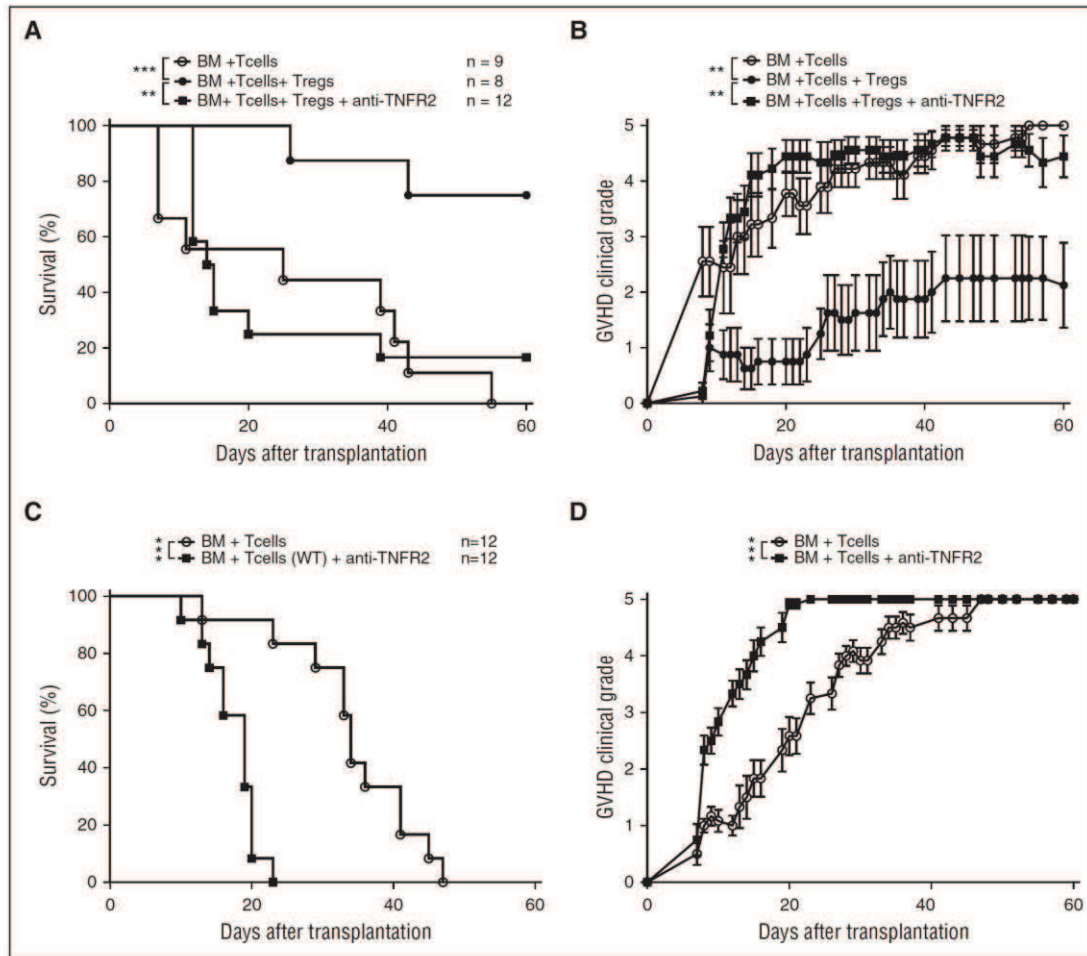 A
*** BM +Tcells n = 9
BM +Tcells+ Tregs n = 8
** BM+ Tcells+ Tregs + anti-TNFR2 n = 12
100
80
60
40
20
0
Survival (%)
0 20 40 60
Days after transplantation
B
** BM +Tcells
BM +Tcells + Tregs
** BM +Tcells +Tregs + anti-TNFR2
5
4
3
2
1
0
GVHD clinical grade
0 20 40 60
Days after transplantation
C
*** BM + Tcells n=12
BM + Tcells (WT) + anti-TNFR2 n=12
100
80
60
40
20
0
Survival (%)
0 20 40 60
Days after transplantation
D
*** BM + Tcells
BM + Tcells + anti-TNFR2
5
4
3
2
1
0
GVHD clinical grade
0 20 40 60
Days after transplantation